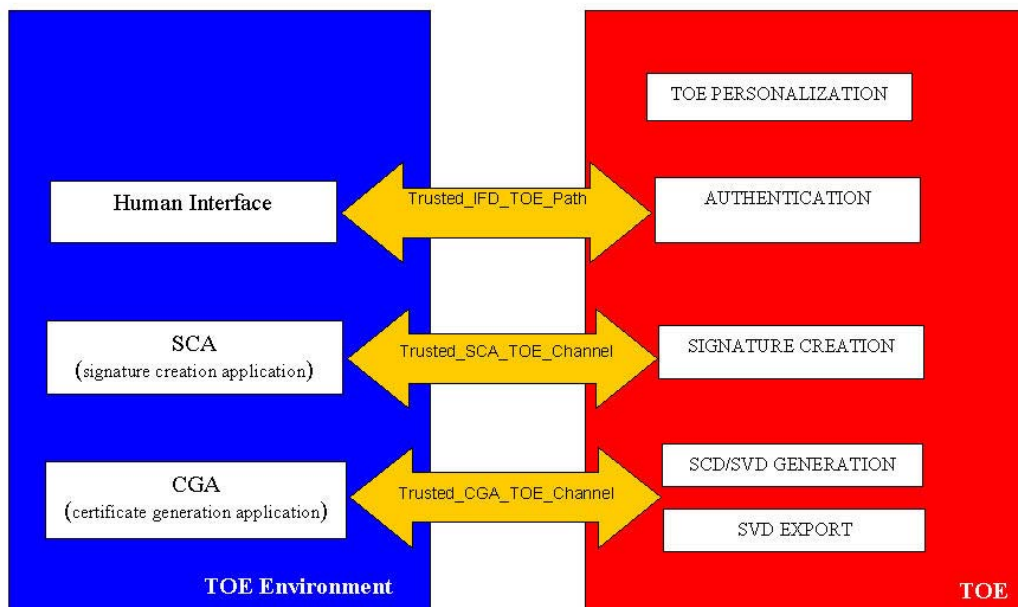 TOE PERSONALIZATION
Human Interface
Trusted_IFD_TOE_Path
AUTHENTICATION
SCA
(signature creation application)
Trusted_SCA_TOE_Channel
SIGNATURE CREATION
CGA
(certificate generation application)
Trusted_CGA_TOE_Channel
SCD/SVD GENERATION
SVD EXPORT
TOE Environment
TOE